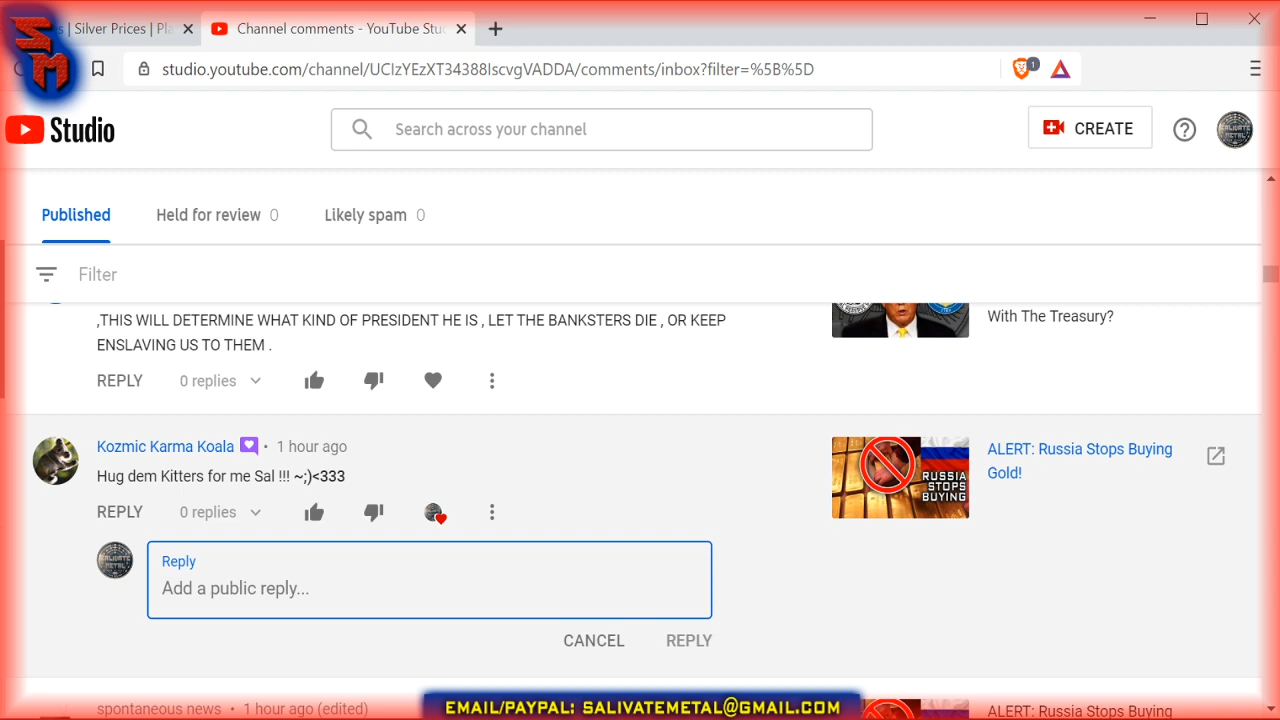 SM
s | Silver Prices | Pla
Channel comments - YouTube Stud
studio.youtube.com/channel/UCIzYEzXT34388IscvgVADDA/comments/inbox?filter=%5B%5D
1
Studio
Search across your channel
CREATE
Published
Held for review 0
Likely spam 0
Filter
,THIS WILL DETERMINE WHAT KIND OF PRESIDENT HE IS , LET THE BANKSTERS DIE , OR KEEP
ENSLAVING US TO THEM .
With The Treasury?
REPLY
0 replies
Kozmic Karma Koala • 1 hour ago
Hug dem Kitters for me Sal !!! ~;)<333
RUSSIA
STOPS
BUYING
ALERT: Russia Stops Buying
Gold!
REPLY
0 replies
SALIVATE
METAL
Reply
Add a public reply...
CANCEL
REPLY
spontaneous news • 1 hour ago (edited)
ALERT: Russia Stops Buying
EMAIL/PAYPAL: SALIVATEMETAL@GMAIL.COM